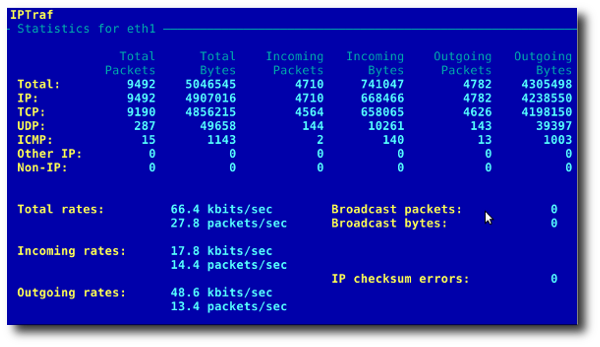 IPTraf
Statistics for eth1
Total Total Incoming Incoming Outgoing Outgoing
Packets Bytes Packets Bytes Packets Bytes
Total: 9492 5046545 4710 741047 4782 4305498
IP: 9492 4907016 4710 668466 4782 4238550
TCP: 9190 4856215 4564 658065 4626 4198150
UDP: 287 49658 144 10261 143 39397
ICMP: 15 1143 2 140 13 1003
Other IP: 0 0 0 0 0 0
Non-IP: 0 0 0 0 0 0
Total rates: 66.4 kbits/sec Broadcast packets: 0
27.8 packets/sec Broadcast bytes: 0
Incoming rates: 17.8 kbits/sec
14.4 packets/sec
IP checksum errors: 0
Outgoing rates: 48.6 kbits/sec
13.4 packets/sec